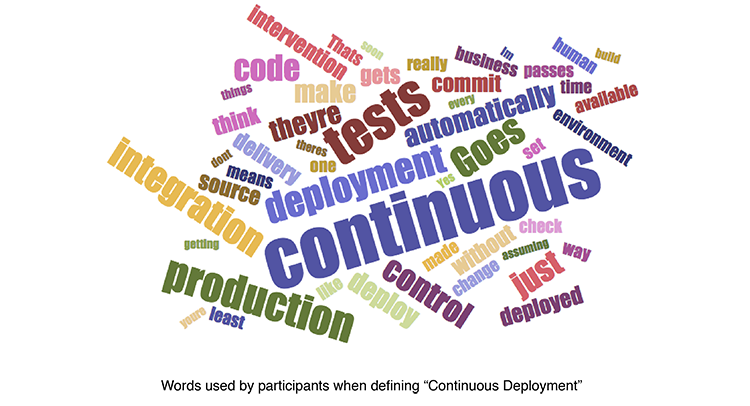 intervention
Thats
soon
code
things
make
gets
really
business
Im
human
build
passes
time
available
commit
every
tests
automatically
theyre
think
theres
one
delivery
dont
means
source
integration
deployment
Goes
Yes
set
environment
continuous
getting
production
youre
least
like
deploy
control
made
without
change
check
assuming
way
just
deployed
Words used by participants when defining “Continuous Deployment”